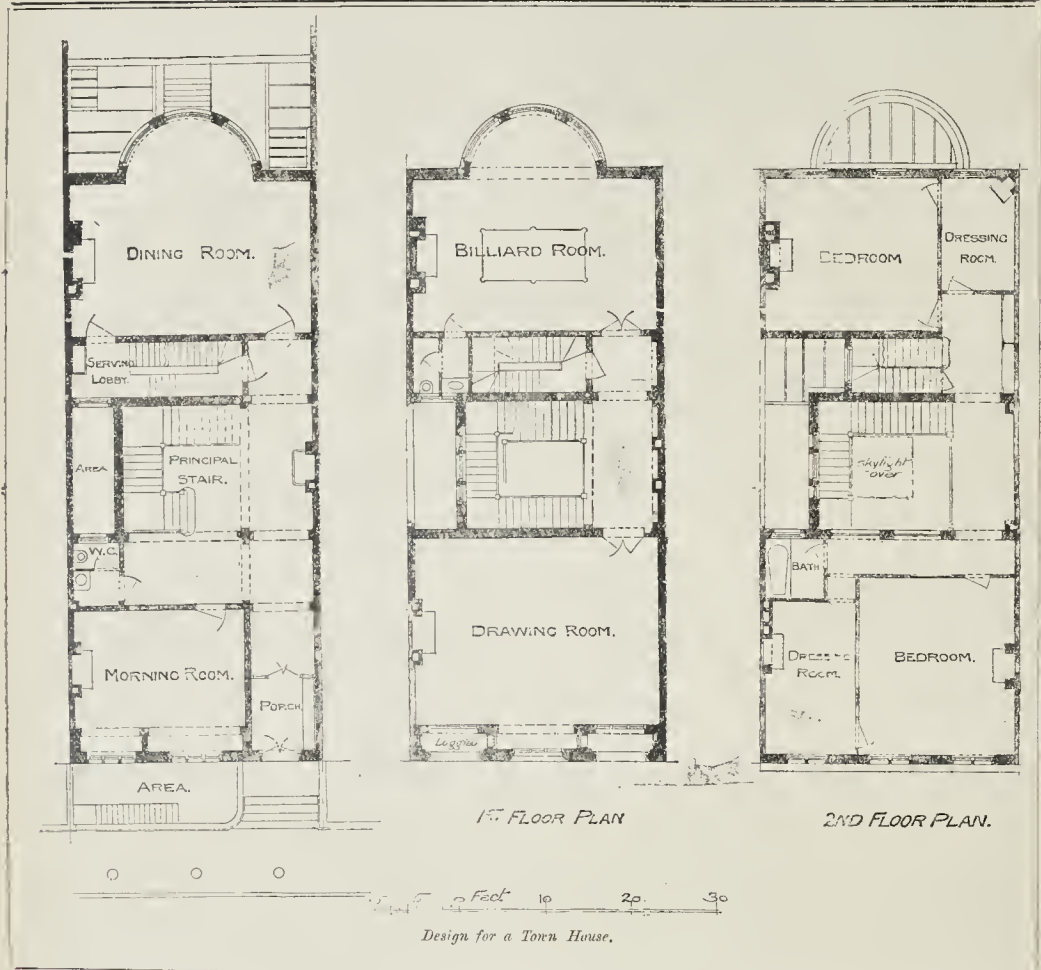 DINING ROOM.
SERVING
LOBBY.
AREA
PRINCIPAL
STAIR.
W.C.
MORNING ROOM.
PORCH.
AREA.
BILLIARD ROOM.
DRAWING ROOM.
Loggia
1ST FLOOR PLAN
BEDROOM
DRESSING
ROOM.
skylight
over
BATH
ROOM.
BEDROOM.
2ND FLOOR PLAN.
5 0 Feet 10 20. 30
Design for a Town House.